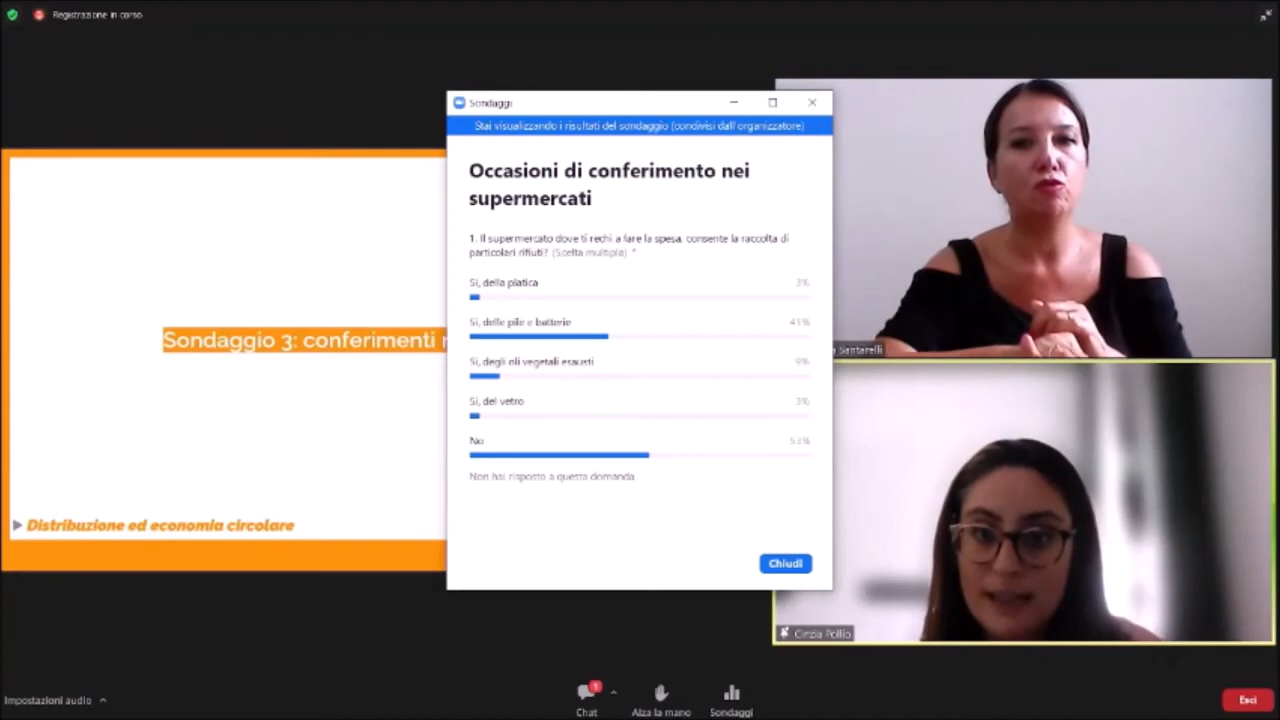 Registrazione in corso
Sondaggi
Stai visualizzando i risultati del sondaggio (condivisi dall'organizzatore)
Occasioni di conferimento nei
supermercati
1. Il supermercato dove ti rechi a fare la spesa, consente la raccolta di
particolari rifiuti? (Scelta multipla) *
Si, della platica 3%
Si, delle pile e batterie 41%
Si, degli oli vegetali esausti 9%
Si, del vetro 3%
No 53%
Non hai risposto a questa domanda
Chiudi
Sondaggio 3: conferimenti
Distribuzione ed economia circolare
Santarelli
Cinzia Pollio
Impostazioni audio
1
Chat
Alza la mano
Sondaggi
Esci